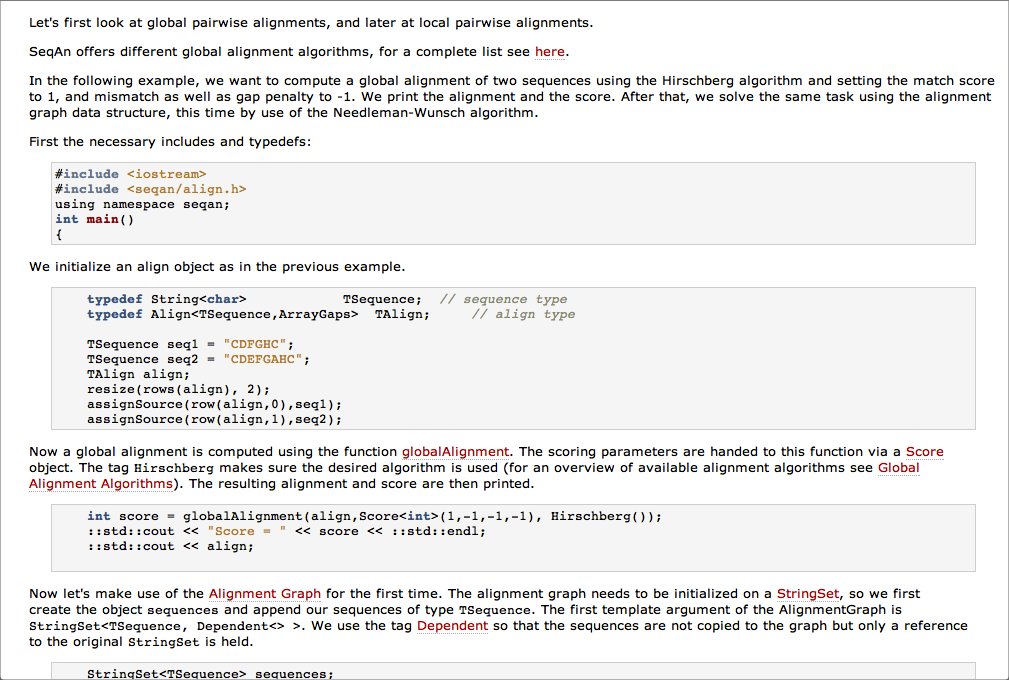 Let's first look at global pairwise alignments, and later at local pairwise alignments.
SeqAn offers different global alignment algorithms, for a complete list see here.
In the following example, we want to compute a global alignment of two sequences using the Hirschberg algorithm and setting the match score
to 1, and mismatch as well as gap penalty to -1. We print the alignment and the score. After that, we solve the same task using the alignment
graph data structure, this time by use of the Needleman-Wunsch algorithm.
First the necessary includes and typedefs:
#include <iostream>
#include <seqan/align.h>
using namespace seqan;
int main()
{
We initialize an align object as in the previous example.
typedef String<char>            TSequence;  // sequence type
typedef Align<TSequence,ArrayGaps>  TAlign;     // align type
TSequence seq1 = "CDFGHC";
TSequence seq2 = "CDEFGAHC";
TAlign align;
resize(rows(align), 2);
assignSource(row(align,0),seq1);
assignSource(row(align,1),seq2);
Now a global alignment is computed using the function globalAlignment. The scoring parameters are handed to this function via a Score
object. The tag Hirschberg makes sure the desired algorithm is used (for an overview of available alignment algorithms see Global
Alignment Algorithms). The resulting alignment and score are then printed.
int score = globalAlignment(align,Score<int>(1,-1,-1,-1), Hirschberg());
::std::cout << "Score = " << score << ::std::endl;
::std::cout << align;
Now let's make use of the Alignment Graph for the first time. The alignment graph needs to be initialized on a StringSet, so we first
create the object sequences and append our sequences of type TSequence. The first template argument of the AlignmentGraph is
StringSet<TSequence, Dependent<> >. We use the tag Dependent so that the sequences are not copied to the graph but only a reference
to the original StringSet is held.
StringSet<TSequence> sequences;